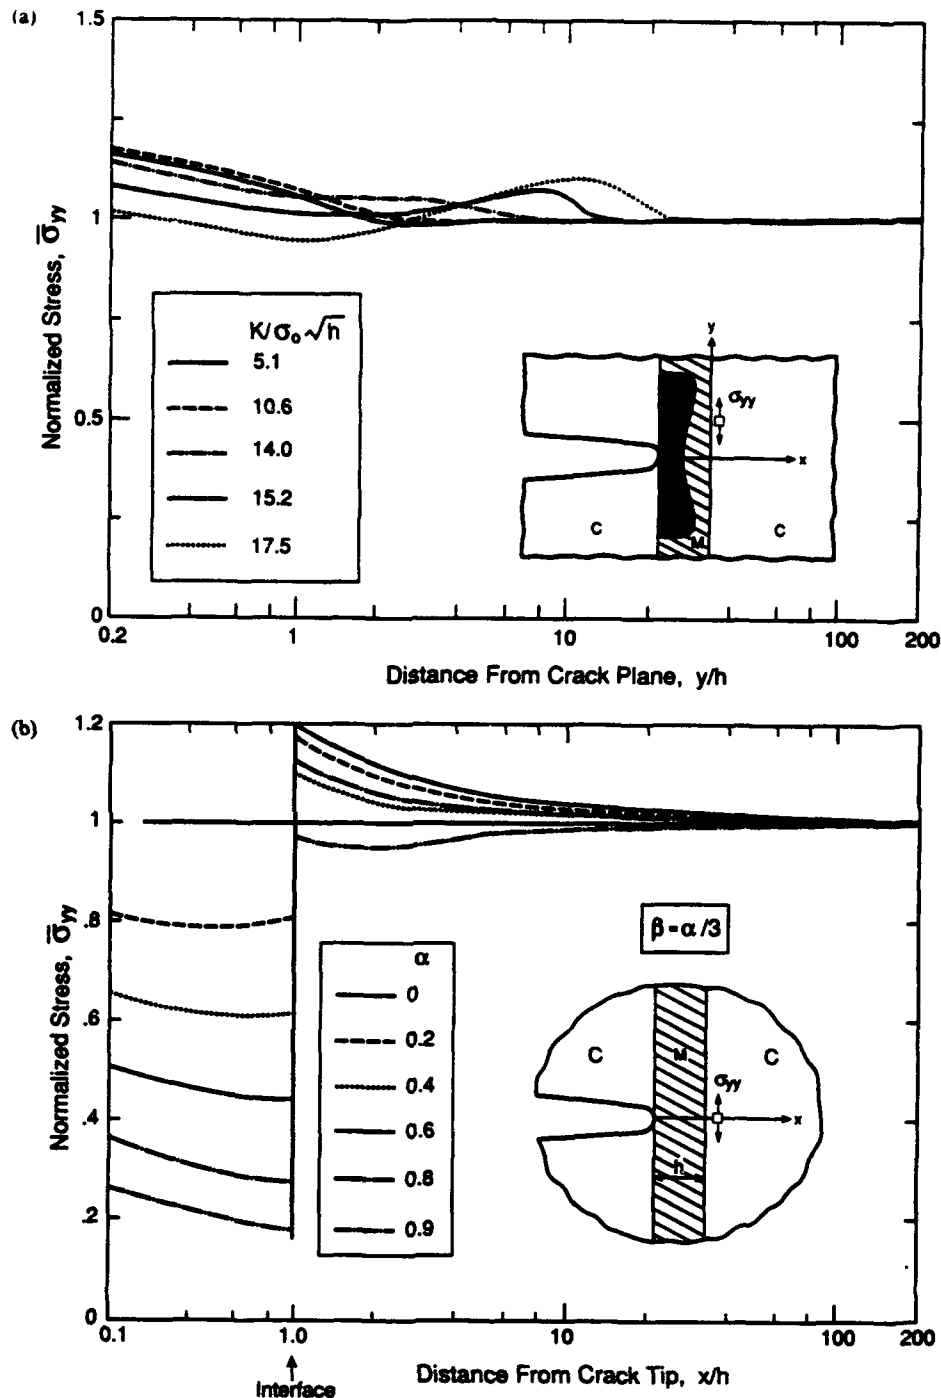 (a)
1.5
1
0.5
0
Normalized Stress, σ̅yy
K/σ₀√h
5.1
10.6
14.0
15.2
17.5
y
σyy
x
C
M
C
0.2
1
10
100
200
Distance From Crack Plane, y/h
(b)
1.2
1
.8
.6
.4
.2
0
Normalized Stress, σ̅yy
α
0
0.2
0.4
0.6
0.8
0.9
β = α/3
C
M
C
σyy
x
h
0.1
1.0
10
100
200
Interface
Distance From Crack Tip, x/h